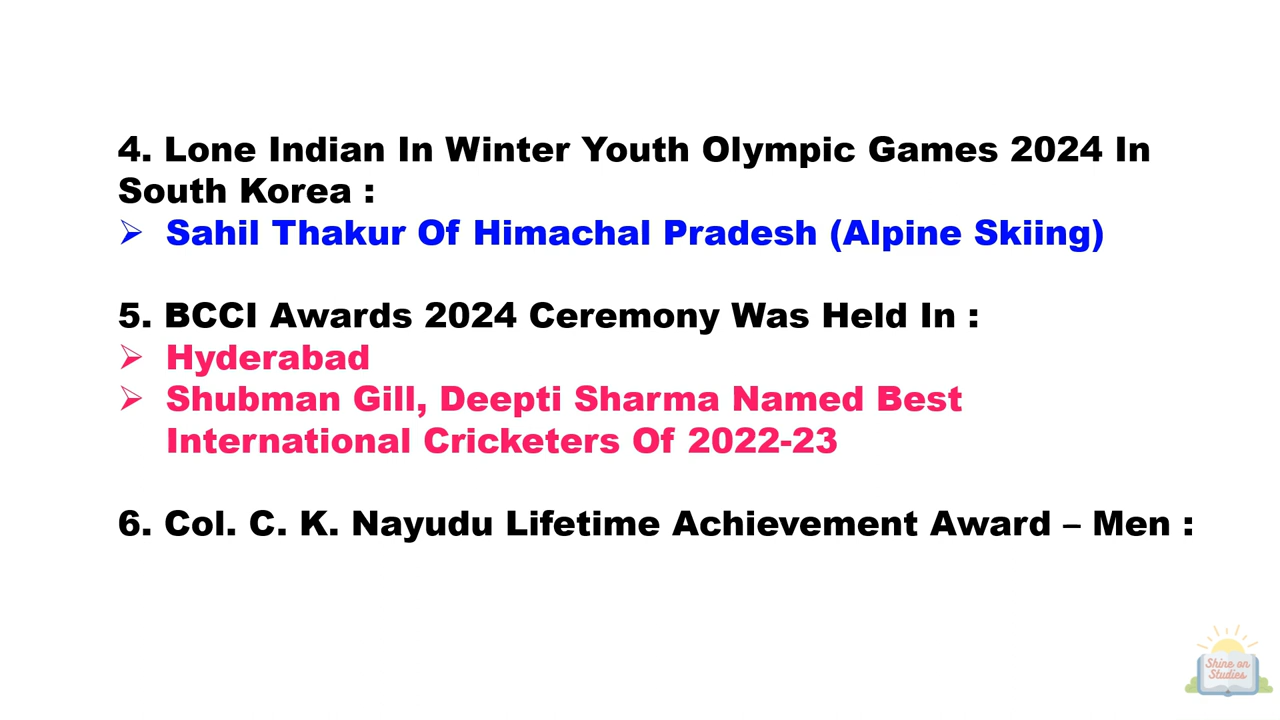 4. Lone Indian In Winter Youth Olympic Games 2024 In
South Korea :
➢ Sahil Thakur Of Himachal Pradesh (Alpine Skiing)
5. BCCI Awards 2024 Ceremony Was Held In :
➢ Hyderabad
➢ Shubman Gill, Deepti Sharma Named Best
International Cricketers Of 2022-23
6. Col. C. K. Nayudu Lifetime Achievement Award – Men :
Shine on
Studies